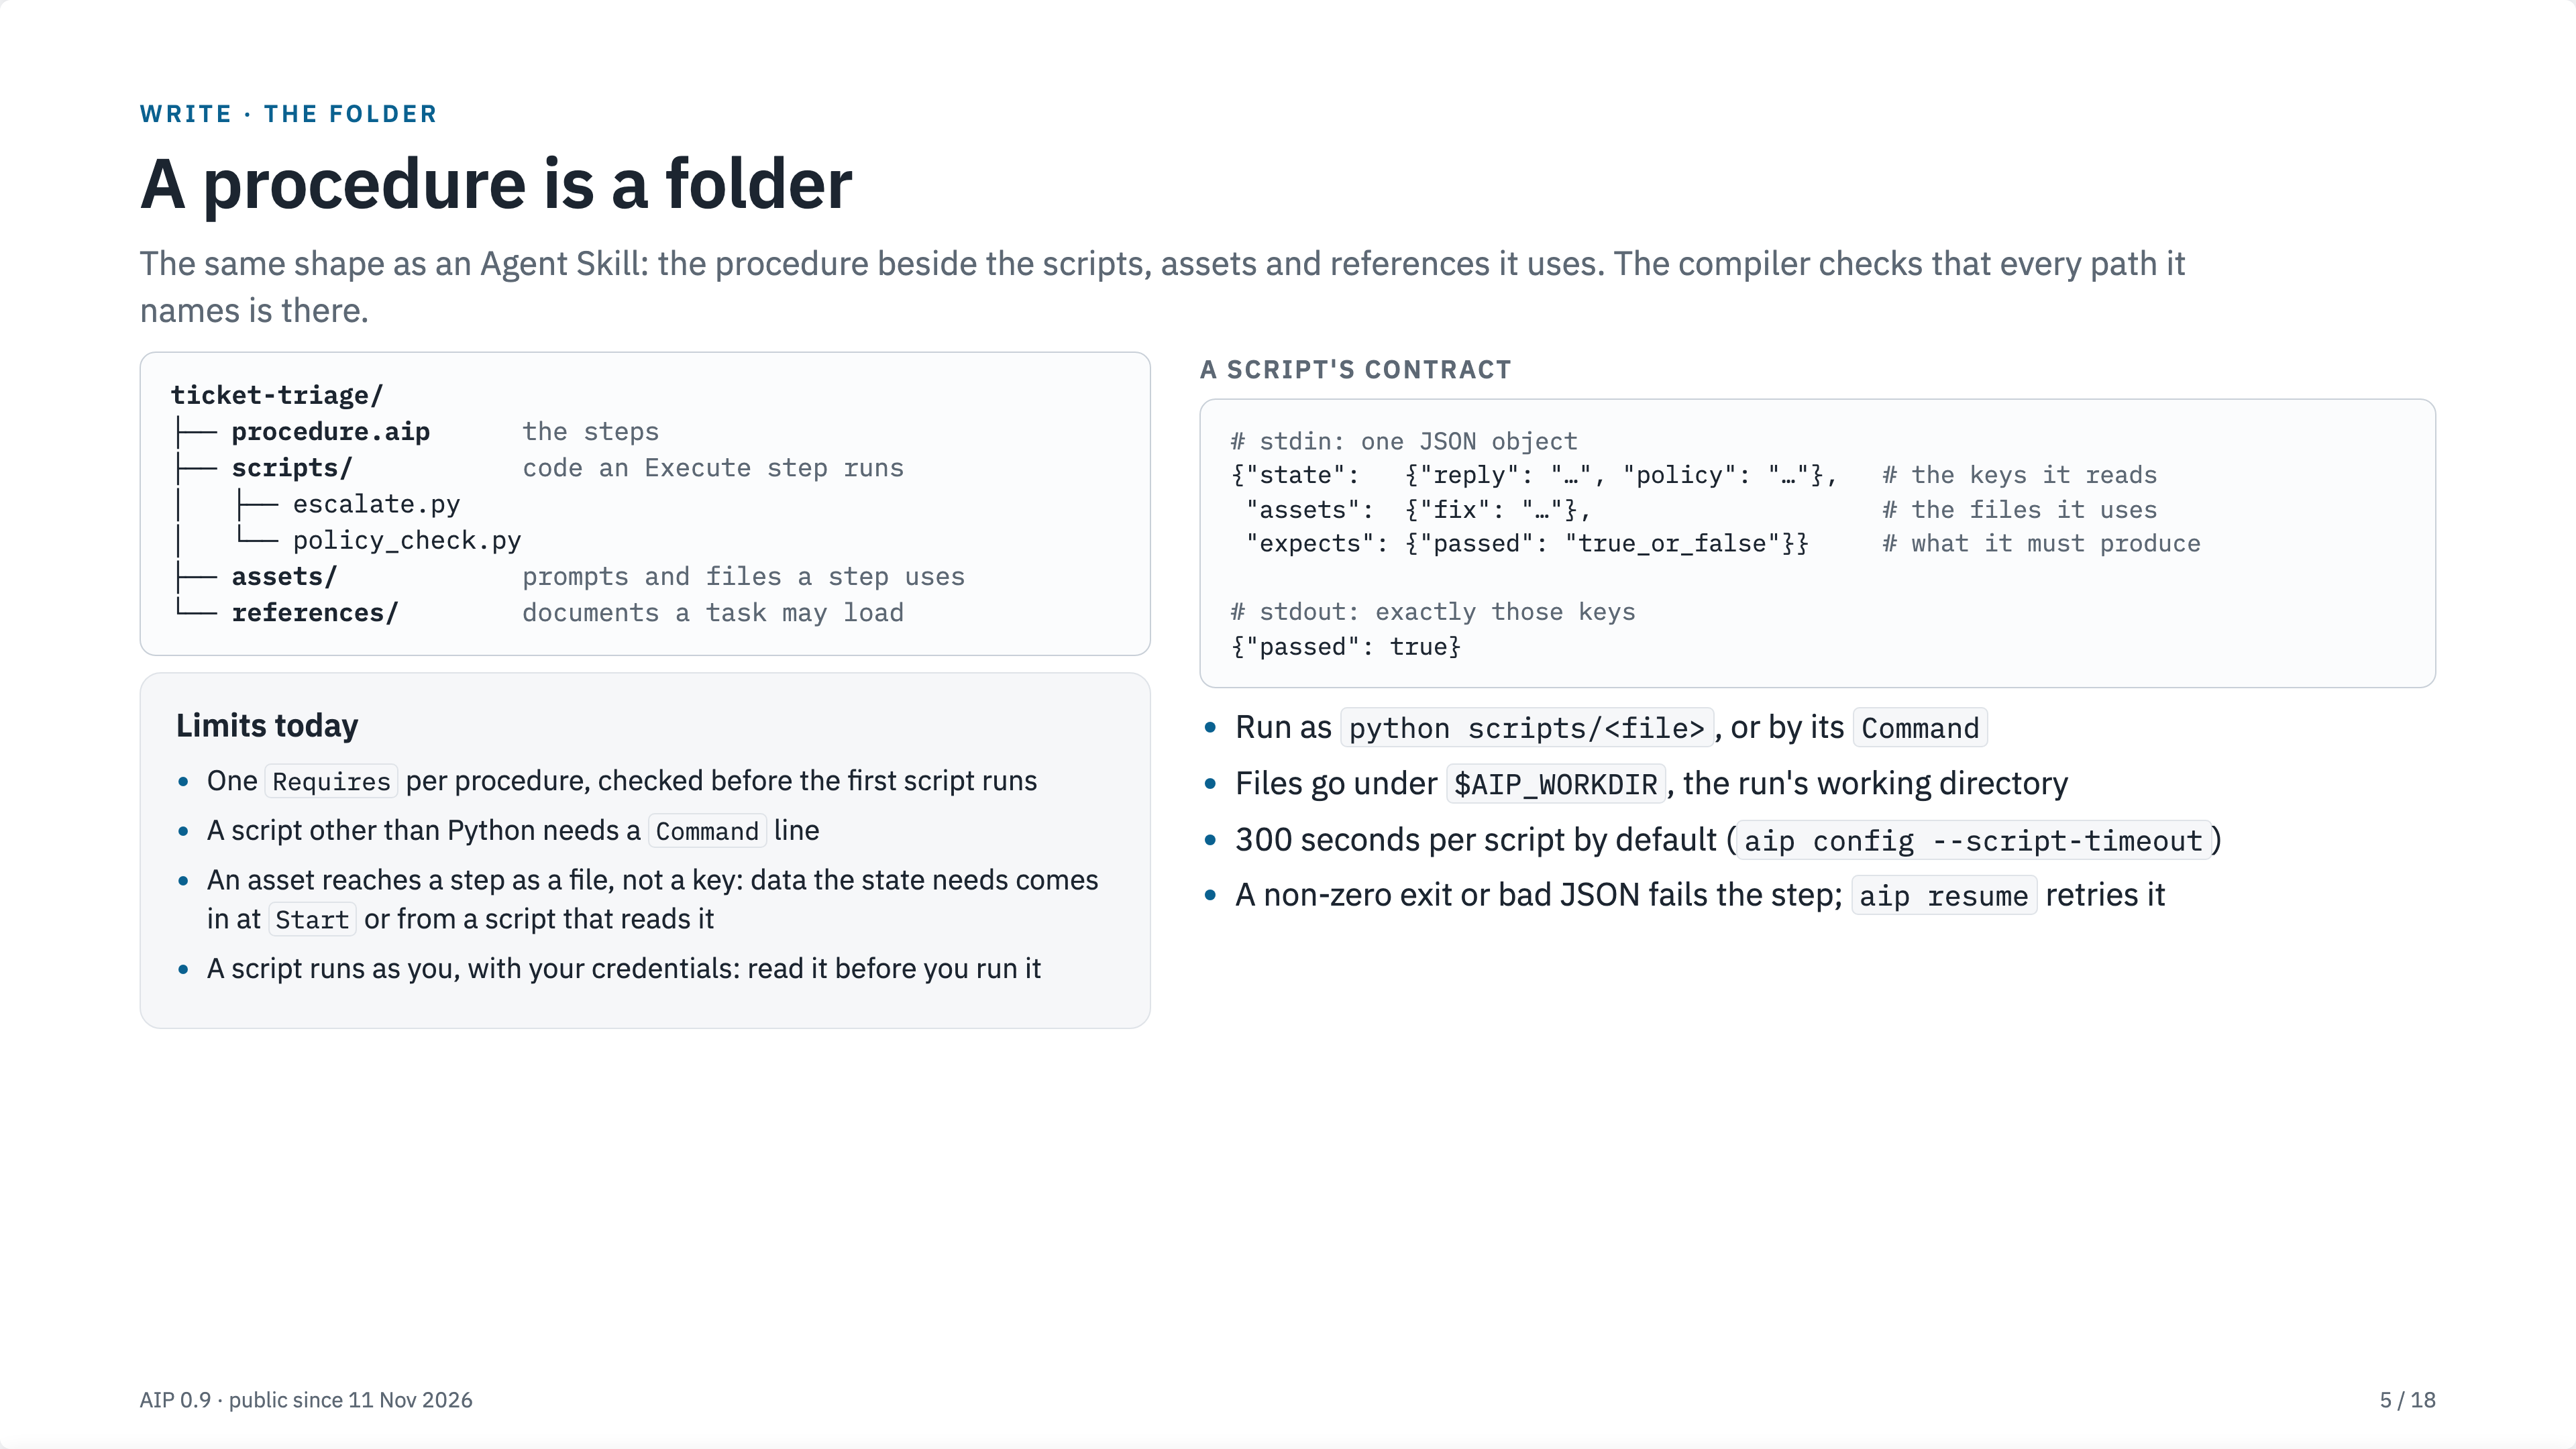 WRITE · THE FOLDER
A procedure is a folder
The same shape as an Agent Skill: the procedure beside the scripts, assets and references it uses. The compiler checks that every path it
names is there.
ticket-triage/
├── procedure.aip      the steps
├── scripts/           code an Execute step runs
│   ├── escalate.py
│   └── policy_check.py
├── assets/            prompts and files a step uses
└── references/        documents a task may load
Limits today
• One Requires per procedure, checked before the first script runs
• A script other than Python needs a Command line
• An asset reaches a step as a file, not a key: data the state needs comes
in at Start or from a script that reads it
• A script runs as you, with your credentials: read it before you run it
A SCRIPT'S CONTRACT
# stdin: one JSON object
{"state":   {"reply": "…", "policy": "…"},   # the keys it reads
 "assets":  {"fix": "…"},                    # the files it uses
 "expects": {"passed": "true_or_false"}}     # what it must produce
# stdout: exactly those keys
{"passed": true}
• Run as python scripts/<file>, or by its Command
• Files go under $AIP_WORKDIR, the run's working directory
• 300 seconds per script by default (aip config --script-timeout)
• A non-zero exit or bad JSON fails the step; aip resume retries it
AIP 0.9 · public since 11 Nov 2026
5 / 18